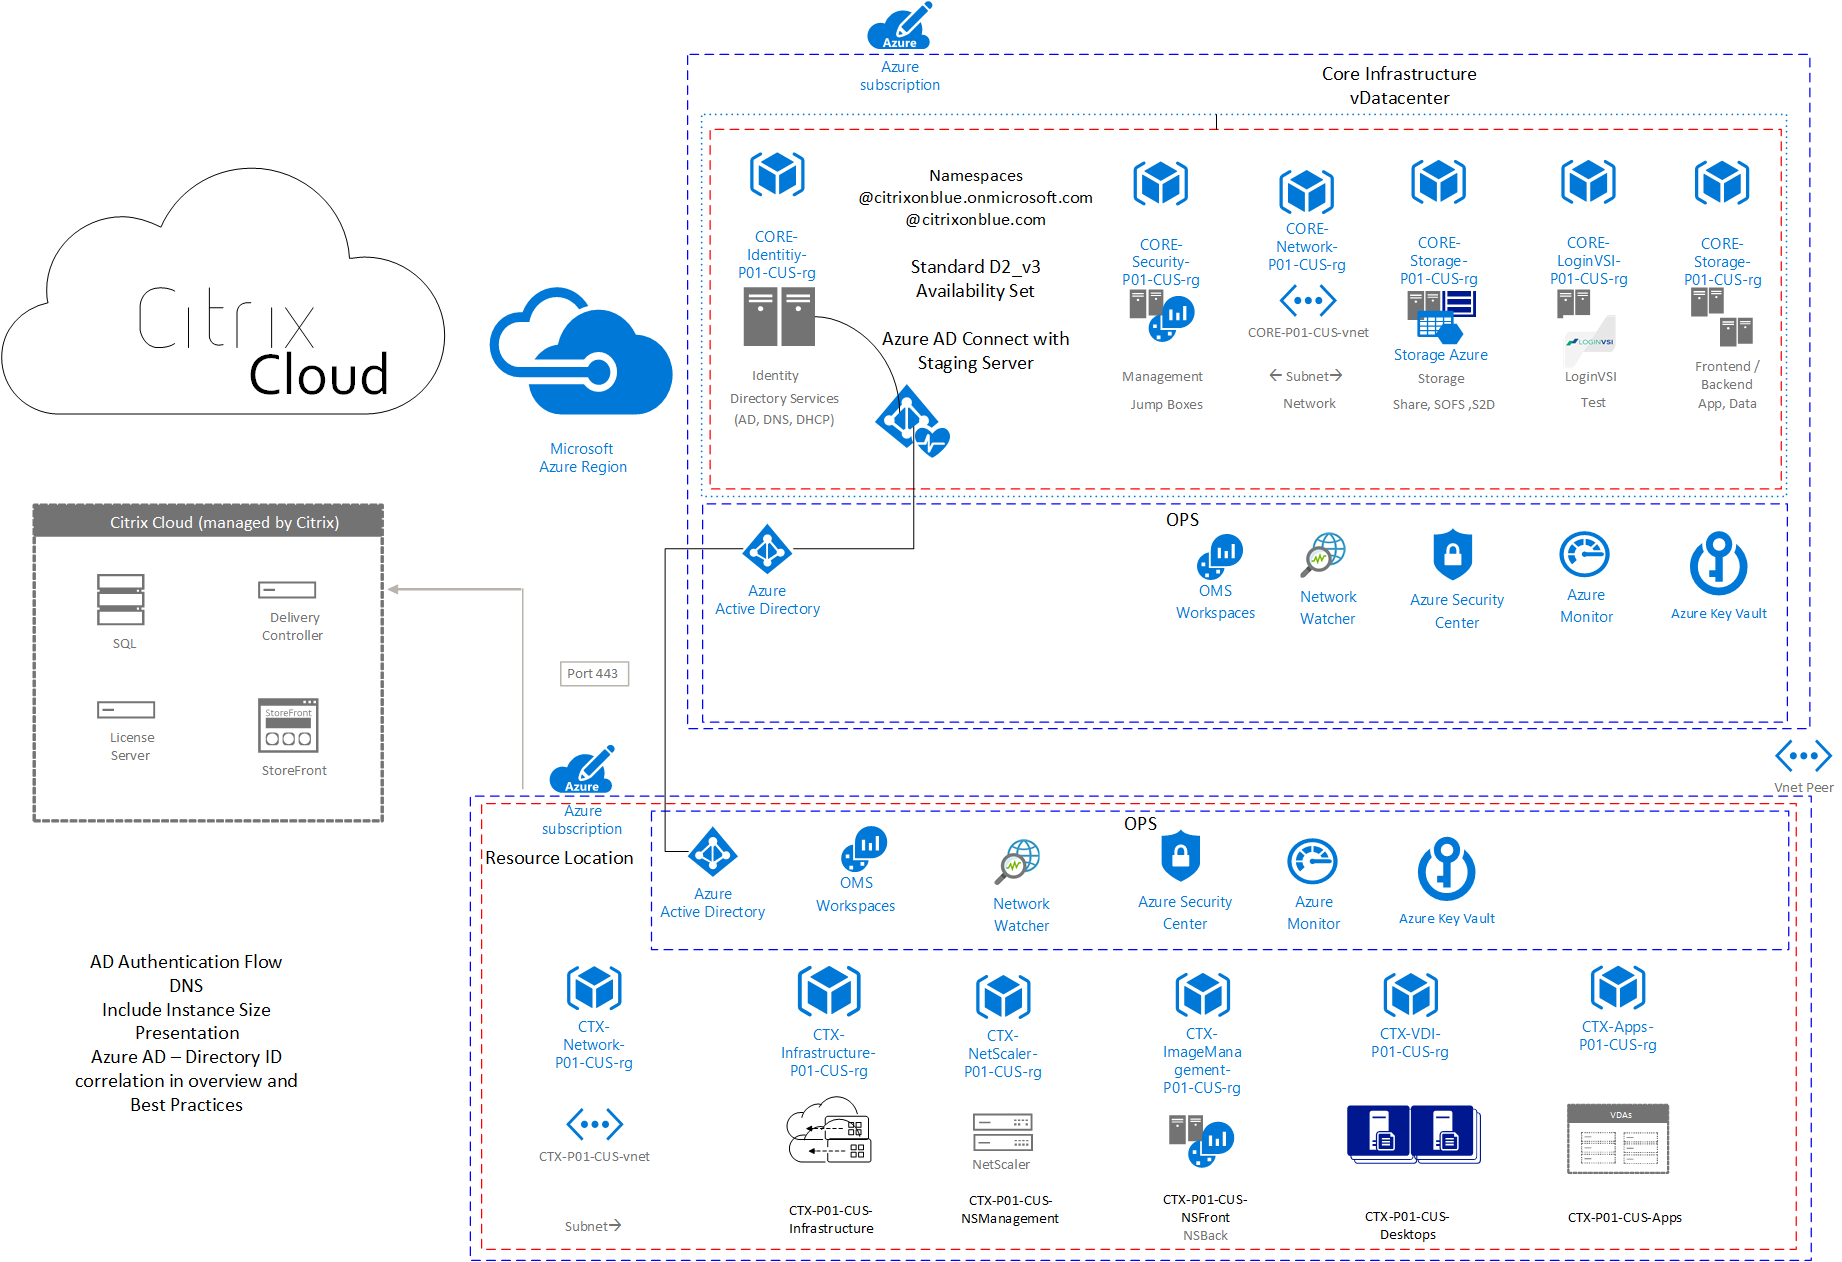 Azure
Azure
subscription
Core Infrastructure
vDatacenter
CORE-
Identitiy-
P01-CUS-rg
Identity
Directory Services
(AD, DNS, DHCP)
Namespaces
@citrixonblue.onmicrosoft.com
@citrixonblue.com
Standard D2_v3
Availability Set
Azure AD Connect with
Staging Server
CORE-
Security-
P01-CUS-rg
Management
Jump Boxes
CORE-
Network-
P01-CUS-rg
CORE-P01-CUS-vnet
← Subnet→
Network
CORE-
Storage-
P01-CUS-rg
Storage Azure
Storage
Share, SOFS ,S2D
CORE-
LoginVSI-
P01-CUS-rg
LOGINVSI
LoginVSI
Test
CORE-
Storage-
P01-CUS-rg
Frontend /
Backend
App, Data
Citrix
Cloud
Microsoft
Azure Region
OPS
Azure
Active Directory
OMS
Workspaces
Network
Watcher
Azure Security
Center
Azure
Monitor
Azure Key Vault
Citrix Cloud (managed by Citrix)
SQL
Delivery
Controller
License
Server
StoreFront
StoreFront
Port 443
Vnet Peer
Azure
Azure
subscription
Resource Location
OPS
Azure
Active Directory
OMS
Workspaces
Network
Watcher
Azure Security
Center
Azure
Monitor
Azure Key Vault
AD Authentication Flow
DNS
Include Instance Size
Presentation
Azure AD – Directory ID
correlation in overview and
Best Practices
CTX-
Network-
P01-CUS-rg
CTX-P01-CUS-vnet
Subnet→
CTX-
Infrastructure-
P01-CUS-rg
CTX-P01-CUS-
Infrastructure
CTX-
NetScaler-
P01-CUS-rg
NetScaler
CTX-P01-CUS-
NSManagement
CTX-
ImageMana
gement-
P01-CUS-rg
CTX-P01-CUS-
NSFront
NSBack
CTX-VDI-
P01-CUS-rg
CTX-P01-CUS-
Desktops
CTX-Apps-
P01-CUS-rg
VDAs
CTX-P01-CUS-Apps